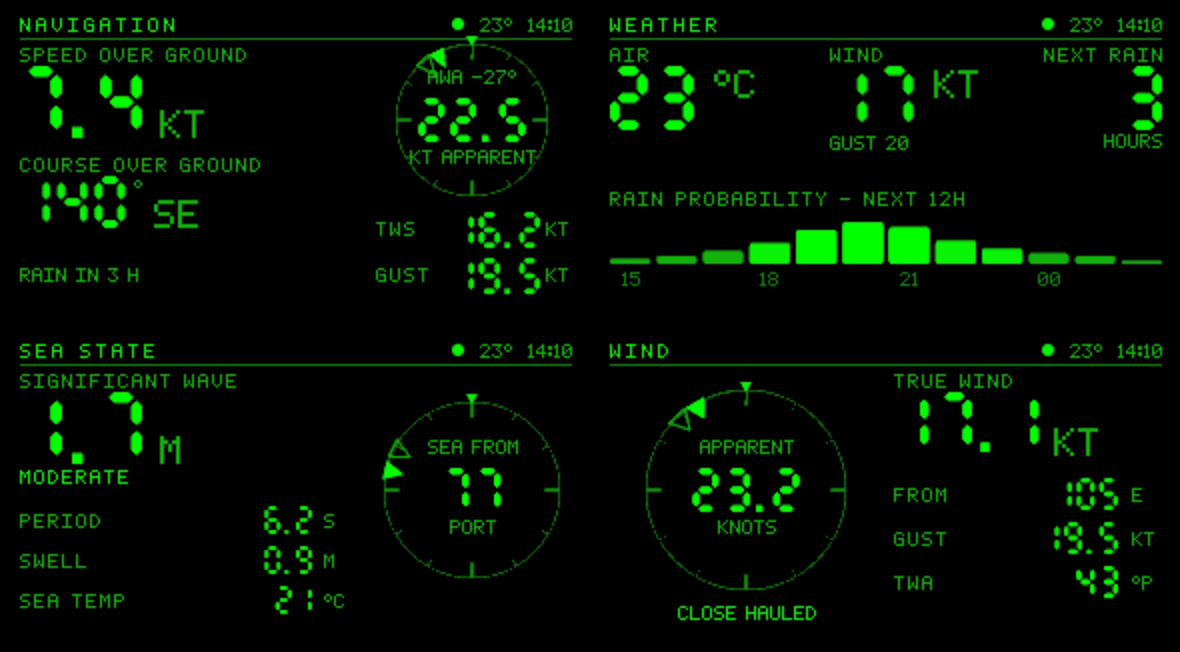 NAVIGATION ● 23° 14:10
SPEED OVER GROUND
7.4 KT
AWA -27°
22.5
KT APPARENT
COURSE OVER GROUND
140° SE
TWS 16.2 KT
GUST 19.5 KT
RAIN IN 3 H
WEATHER ● 23° 14:10
AIR WIND NEXT RAIN
23 °C 17 KT 3
GUST 20 HOURS
RAIN PROBABILITY - NEXT 12H
15 18 21 00
SEA STATE ● 23° 14:10
SIGNIFICANT WAVE
1.7 M
MODERATE
SEA FROM
77
PORT
PERIOD 6.2 S
SWELL 0.9 M
SEA TEMP 21 °C
WIND ● 23° 14:10
APPARENT
23.2
KNOTS
CLOSE HAULED
TRUE WIND
17.1 KT
FROM 105 E
GUST 19.5 KT
TWA 43 °P